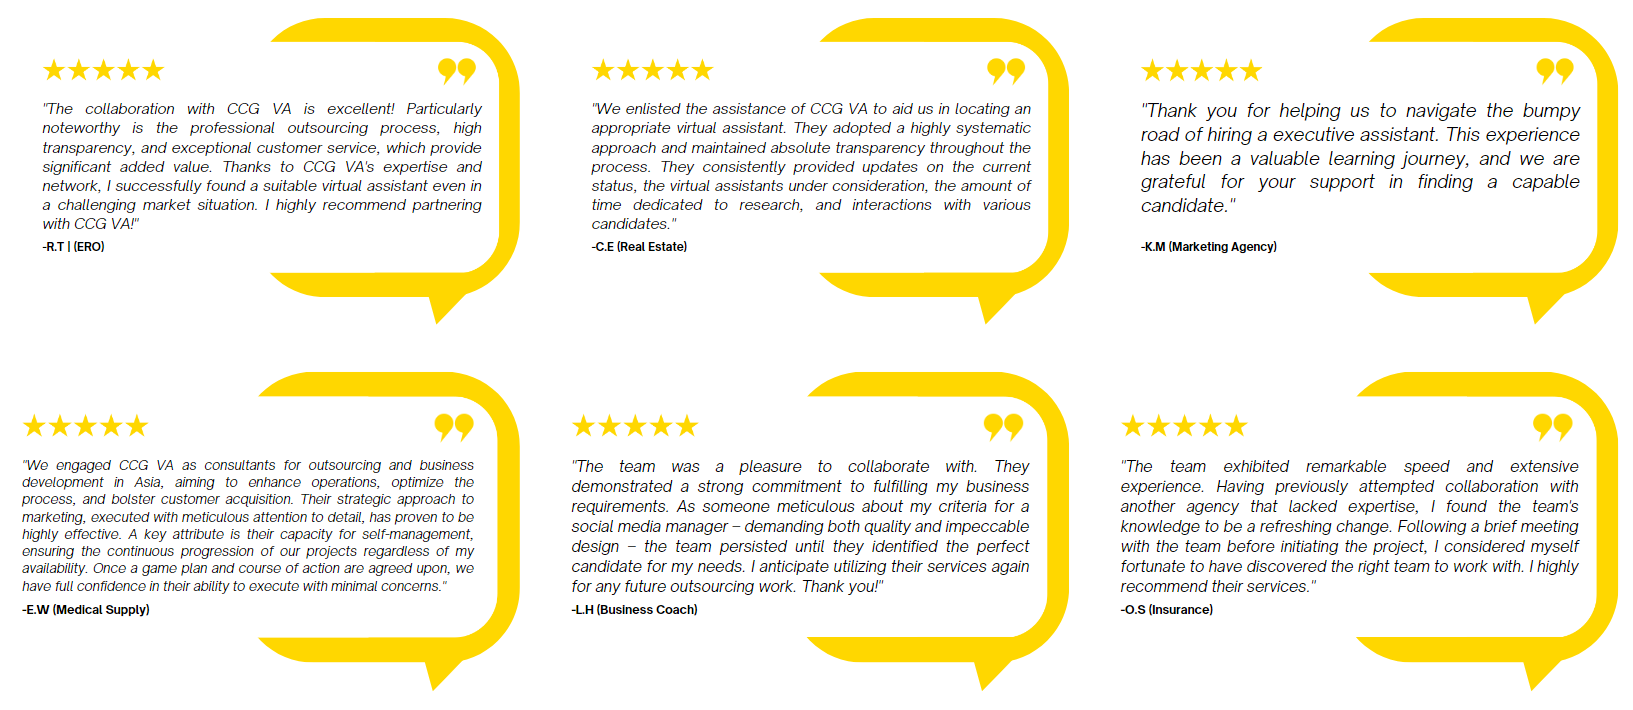 "The collaboration with CCG VA is excellent! Particularly
noteworthy is the professional outsourcing process, high
transparency, and exceptional customer service, which provide
significant added value. Thanks to CCG VA's expertise and
network, I successfully found a suitable virtual assistant even in
a challenging market situation. I highly recommend partnering
with CCG VA!"
-R.T | (ERO)
"We enlisted the assistance of CCG VA to aid us in locating an
appropriate virtual assistant. They adopted a highly systematic
approach and maintained absolute transparency throughout the
process. They consistently provided updates on the current
status, the virtual assistants under consideration, the amount of
time dedicated to research, and interactions with various
candidates."
-C.E (Real Estate)
"Thank you for helping us to navigate the bumpy
road of hiring a executive assistant. This experience
has been a valuable learning journey, and we are
grateful for your support in finding a capable
candidate."
-K.M (Marketing Agency)
"We engaged CCG VA as consultants for outsourcing and business
development in Asia, aiming to enhance operations, optimize the
process, and bolster customer acquisition. Their strategic approach to
marketing, executed with meticulous attention to detail, has proven to be
highly effective. A key attribute is their capacity for self-management,
ensuring the continuous progression of our projects regardless of my
availability. Once a game plan and course of action are agreed upon, we
have full confidence in their ability to execute with minimal concerns."
-E.W (Medical Supply)
"The team was a pleasure to collaborate with. They
demonstrated a strong commitment to fulfilling my business
requirements. As someone meticulous about my criteria for a
social media manager – demanding both quality and impeccable
design – the team persisted until they identified the perfect
candidate for my needs. I anticipate utilizing their services again
for any future outsourcing work. Thank you!"
-L.H (Business Coach)
"The team exhibited remarkable speed and extensive
experience. Having previously attempted collaboration with
another agency that lacked expertise, I found the team's
knowledge to be a refreshing change. Following a brief meeting
with the team before initiating the project, I considered myself
fortunate to have discovered the right team to work with. I highly
recommend their services."
-O.S (Insurance)